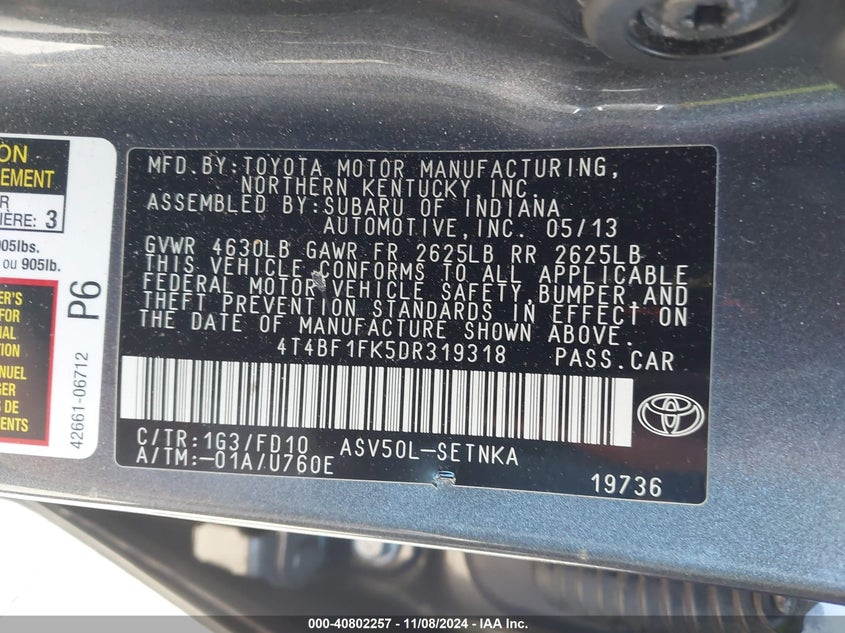 ON
EMENT
R
IÈRE: 3
905lbs.
ou 905lb.
ER'S
S TO
FOR
NAL
ION
NUEL
GER
S DE
MENTS
P6
42661-06712
MFD.BY:TOYOTA MOTOR MANUFACTURING,
NORTHERN KENTUCKY, INC.
ASSEMBLED BY:SUBARU OF INDIANA
AUTOMOTIVE, INC. 05/13
GVWR 4630LB GAWR FR 2625LB RR 2625LB
THIS VEHICLE CONFORMS TO ALL APPLICABLE
FEDERAL MOTOR VEHICLE SAFETY,BUMPER,AND
THEFT PREVENTION STANDARDS IN EFFECT ON
THE DATE OF MANUFACTURE SHOWN ABOVE.
4T4BF1FK5DR319318 PASS.CAR
C/TR:1G3/FD10 ASV50L-SETNKA
A/TM:-01A/U760E
19736
000-40802257 - 11/08/2024 - IAA, Inc.